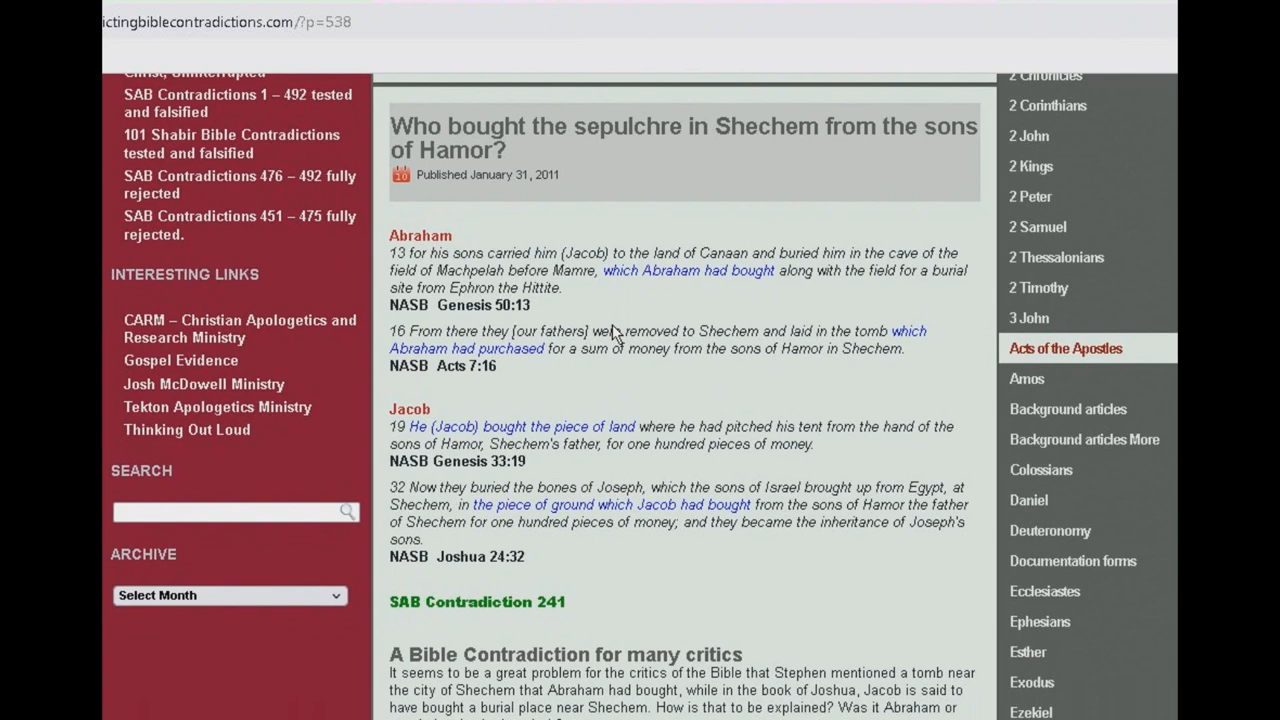 ictingbiblecontradictions.com/?p=538
Christ, Uninterrupted
SAB Contradictions 1 – 492 tested
and falsified
101 Shabir Bible Contradictions
tested and falsified
SAB Contradictions 476 – 492 fully
rejected
SAB Contradictions 451 – 475 fully
rejected.
INTERESTING LINKS
CARM – Christian Apologetics and
Research Ministry
Gospel Evidence
Josh McDowell Ministry
Tekton Apologetics Ministry
Thinking Out Loud
SEARCH
ARCHIVE
Select Month
Who bought the sepulchre in Shechem from the sons
of Hamor?
10 Published January 31, 2011
Abraham
13 for his sons carried him (Jacob) to the land of Canaan and buried him in the cave of the
field of Machpelah before Mamre, which Abraham had bought along with the field for a burial
site from Ephron the Hittite.
NASB Genesis 50:13
16 From there they [our fathers] were removed to Shechem and laid in the tomb which
Abraham had purchased for a sum of money from the sons of Hamor in Shechem.
NASB Acts 7:16
Jacob
19 He (Jacob) bought the piece of land where he had pitched his tent from the hand of the
sons of Hamor, Shechem's father, for one hundred pieces of money.
NASB Genesis 33:19
32 Now they buried the bones of Joseph, which the sons of Israel brought up from Egypt, at
Shechem, in the piece of ground which Jacob had bought from the sons of Hamor the father
of Shechem for one hundred pieces of money; and they became the inheritance of Joseph's
sons.
NASB Joshua 24:32
SAB Contradiction 241
A Bible Contradiction for many critics
It seems to be a great problem for the critics of the Bible that Stephen mentioned a tomb near
the city of Shechem that Abraham had bought, while in the book of Joshua, Jacob is said to
have bought a burial place near Shechem. How is that to be explained? Was it Abraham or
2 Chronicles
2 Corinthians
2 John
2 Kings
2 Peter
2 Samuel
2 Thessalonians
2 Timothy
3 John
Acts of the Apostles
Amos
Background articles
Background articles More
Colossians
Daniel
Deuteronomy
Documentation forms
Ecclesiastes
Ephesians
Esther
Exodus
Ezekiel